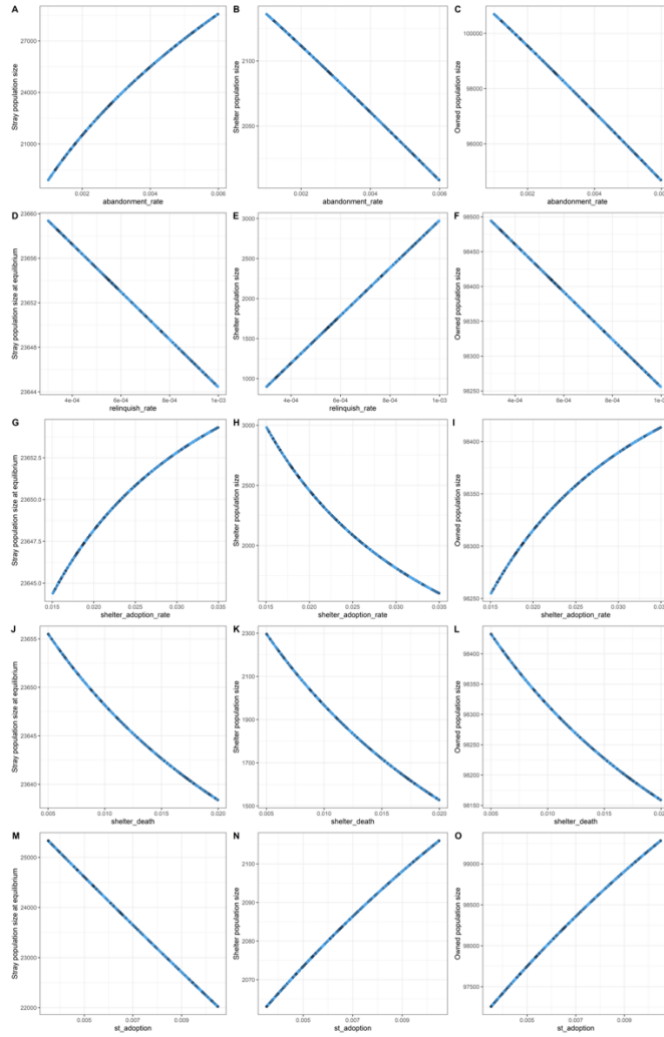 A
B
C
Stray population size
27000
24000
21000
0.002
0.004
0.006
abandonment_rate
Shelter population size
2100
2050
0.002
0.004
0.006
abandonment_rate
Owned population size
100000
98000
96000
0.002
0.004
0.006
abandonment_rate
D
E
F
Stray population size at equilibrium
23660
23656
23652
23648
23644
4e-04
6e-04
8e-04
1e-03
relinquish_rate
Shelter population size
3000
2500
2000
1500
1000
4e-04
6e-04
8e-04
1e-03
relinquish_rate
Owned population size
98500
98450
98400
98350
98300
98250
4e-04
6e-04
8e-04
relinquish_rate
G
H
I
Stray population size at equilibrium
23652.5
23650.0
23647.5
23645.0
0.015
0.020
0.025
0.030
0.035
shelter_adoption_rate
Shelter population size
3000
2500
2000
0.015
0.020
0.025
0.030
0.035
shelter_adoption_rate
Owned population size
98400
98350
98300
98250
0.015
0.020
0.025
0.030
shelter_adoption_rate
J
K
L
Stray population size at equilibrium
23655
23650
23645
23640
0.005
0.010
0.015
0.020
shelter_death
Shelter population size
2300
2100
1900
1700
1500
0.005
0.010
0.015
0.020
shelter_death
Owned population size
98400
98350
98300
98250
98200
98150
0.005
0.010
0.015
shelter_death
M
N
O
Stray population size at equilibrium
25000
24000
23000
22000
0.005
0.007
0.009
st_adoption
Shelter population size
2100
2090
2080
2070
0.005
0.007
0.009
st_adoption
Owned population size
99000
98500
98000
97500
0.005
0.007
0.009
st_adoption